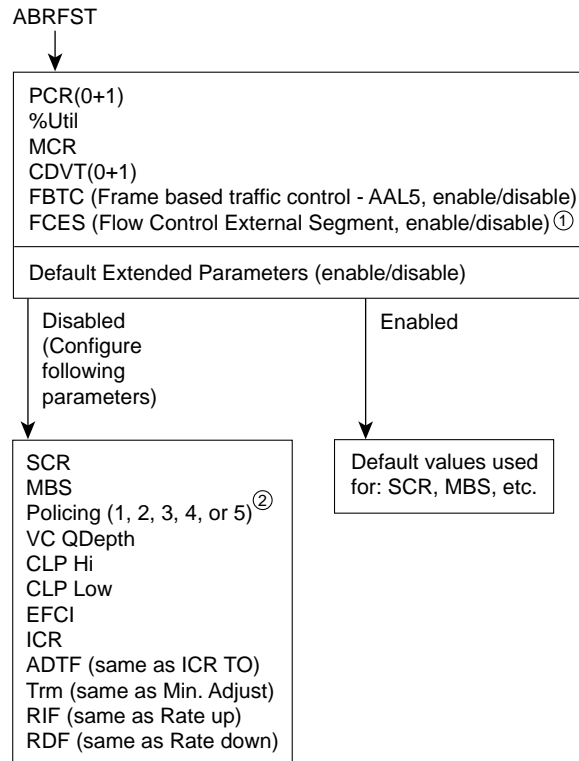 ABRFST
PCR(0+1)
%Util
MCR
CDVT(0+1)
FBTC (Frame based traffic control - AAL5, enable/disable)
FCES (Flow Control External Segment, enable/disable) ①
Default Extended Parameters (enable/disable)
Disabled
(Configure
following
parameters)
Enabled
SCR
MBS
Policing (1, 2, 3, 4, or 5) ②
VC QDepth
CLP Hi
CLP Low
EFCI
ICR
ADTF (same as ICR TO)
Trm (same as Min. Adjust)
RIF (same as Rate up)
RDF (same as Rate down)
Default values used
for: SCR, MBS, etc.